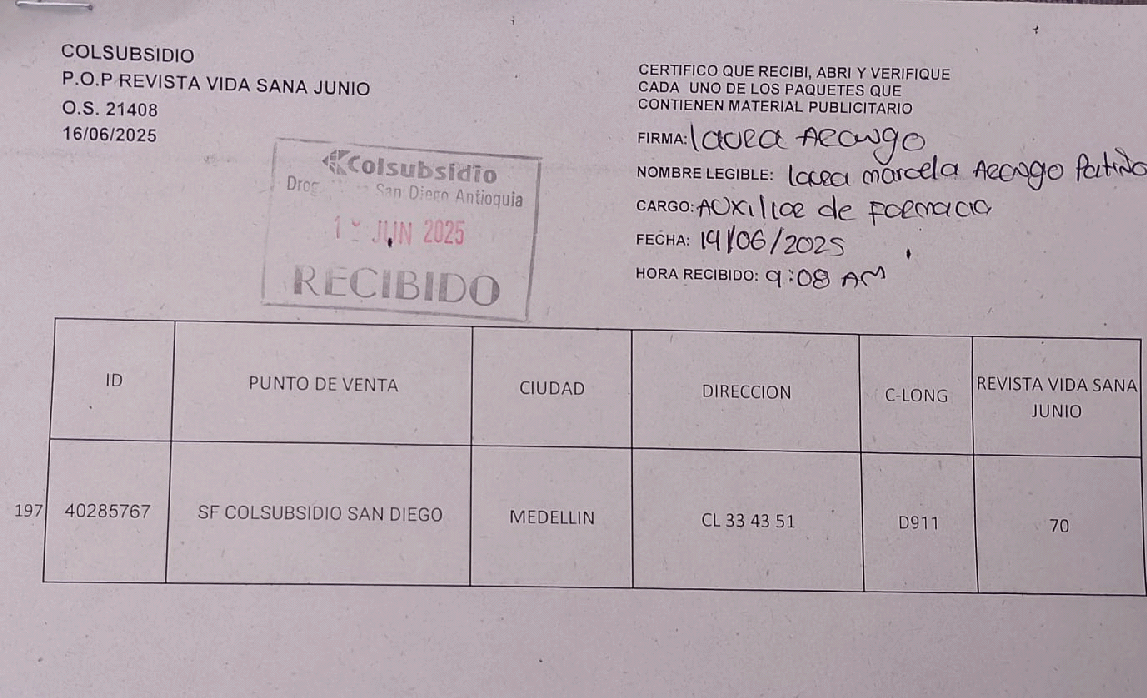 COLSUBSIDIO
P.O.P REVISTA VIDA SANA JUNIO
O.S. 21408
16/06/2025
Colsubsidio
San Diego Antioquia
JUN 2025
RECIBIDO
CERTIFICO QUE RECIBI, ABRI Y VERIFIQUE
CADA UNO DE LOS PAQUETES QUE
CONTIENEN MATERIAL PUBLICITARIO
FIRMA: laura Arango
NOMBRE LEGIBLE: laura marcela Arango Patiño
CARGO: Auxiliar de farmacia
FECHA: 19/06/2025
HORA RECIBIDO: 9:08 AM
ID PUNTO DE VENTA CIUDAD DIRECCION C-LONG REVISTA VIDA SANA
JUNIO
197 40285767 SF COLSUBSIDIO SAN DIEGO MEDELLIN CL 33 43 51 D911 70